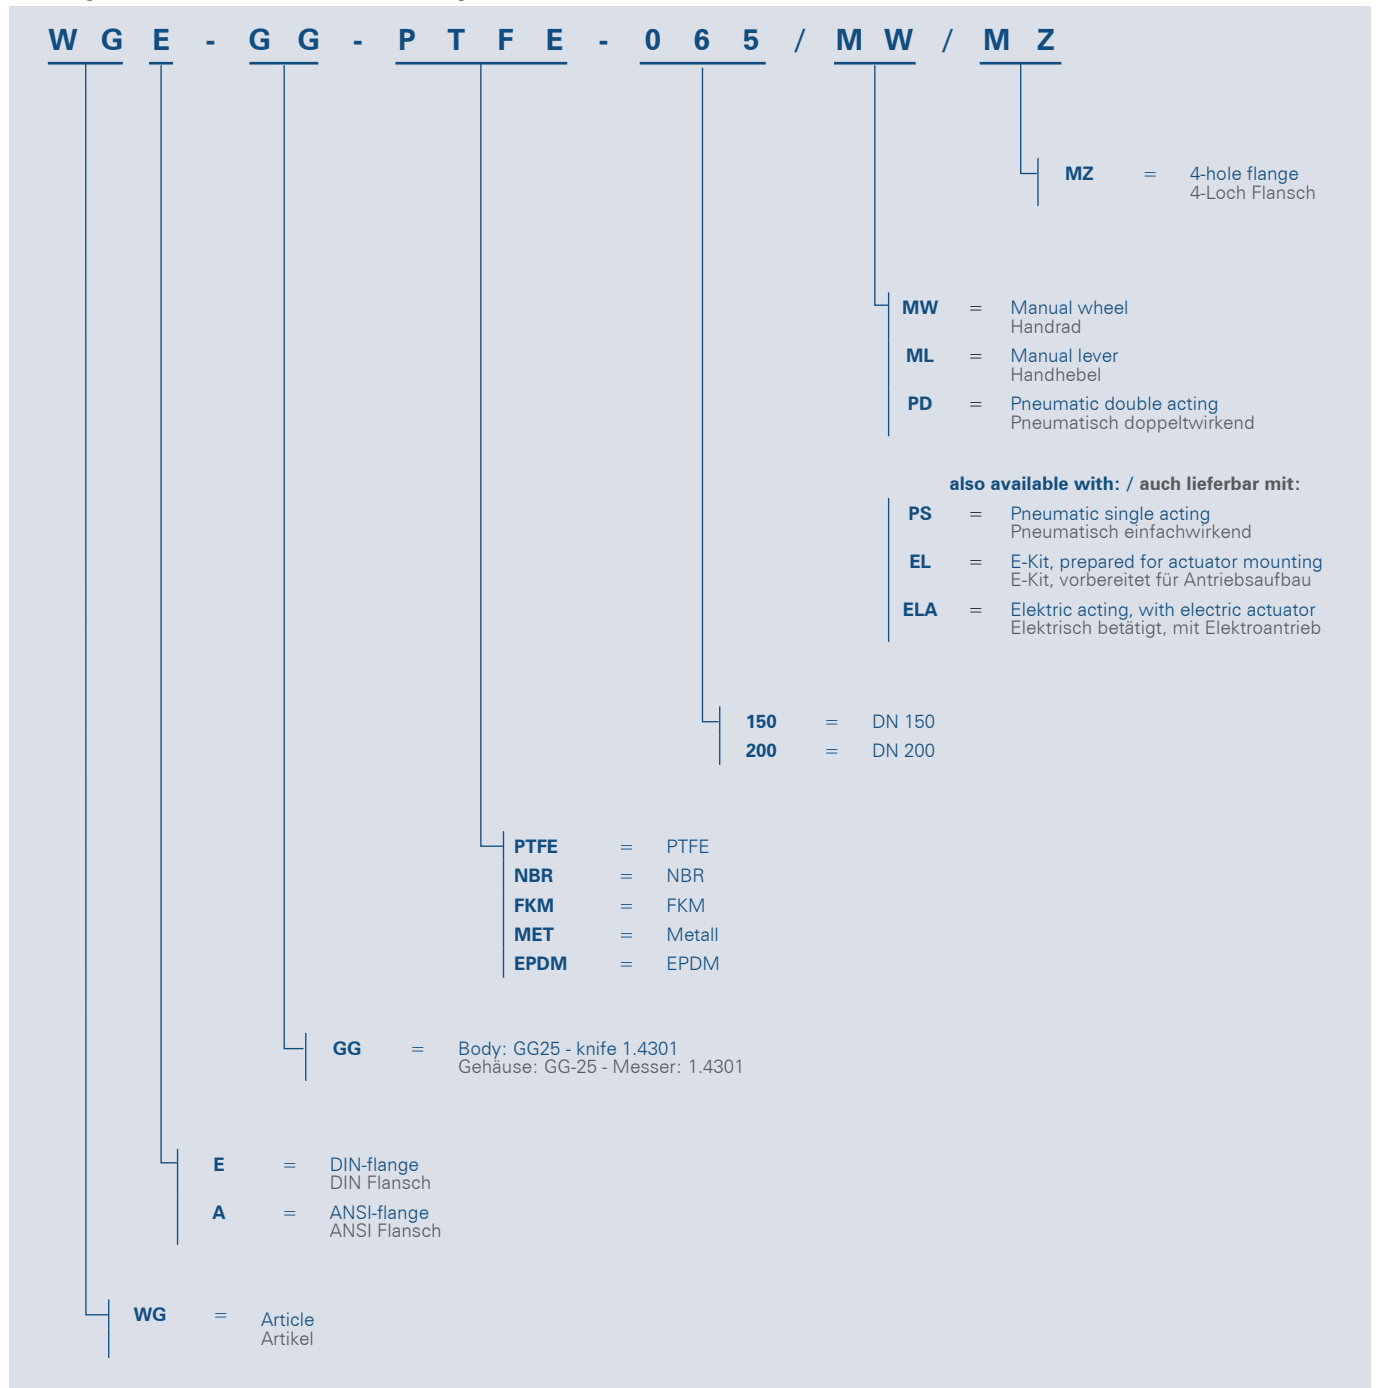 W G E - G G - P T F E - 0 6 5 / M W / M Z
MZ = 4-hole flange
4-Loch Flansch
MW = Manual wheel
Handrad
ML = Manual lever
Handhebel
PD = Pneumatic double acting
Pneumatisch doppeltwirkend
also available with: / auch lieferbar mit:
PS = Pneumatic single acting
Pneumatisch einfachwirkend
EL = E-Kit, prepared for actuator mounting
E-Kit, vorbereitet für Antriebsaufbau
ELA = Elektric acting, with electric actuator
Elektrisch betätigt, mit Elektroantrieb
150 = DN 150
200 = DN 200
PTFE = PTFE
NBR = NBR
FKM = FKM
MET = Metall
EPDM = EPDM
GG = Body: GG25 - knife 1.4301
Gehäuse: GG-25 - Messer: 1.4301
E = DIN-flange
DIN Flansch
A = ANSI-flange
ANSI Flansch
WG = Article
Artikel